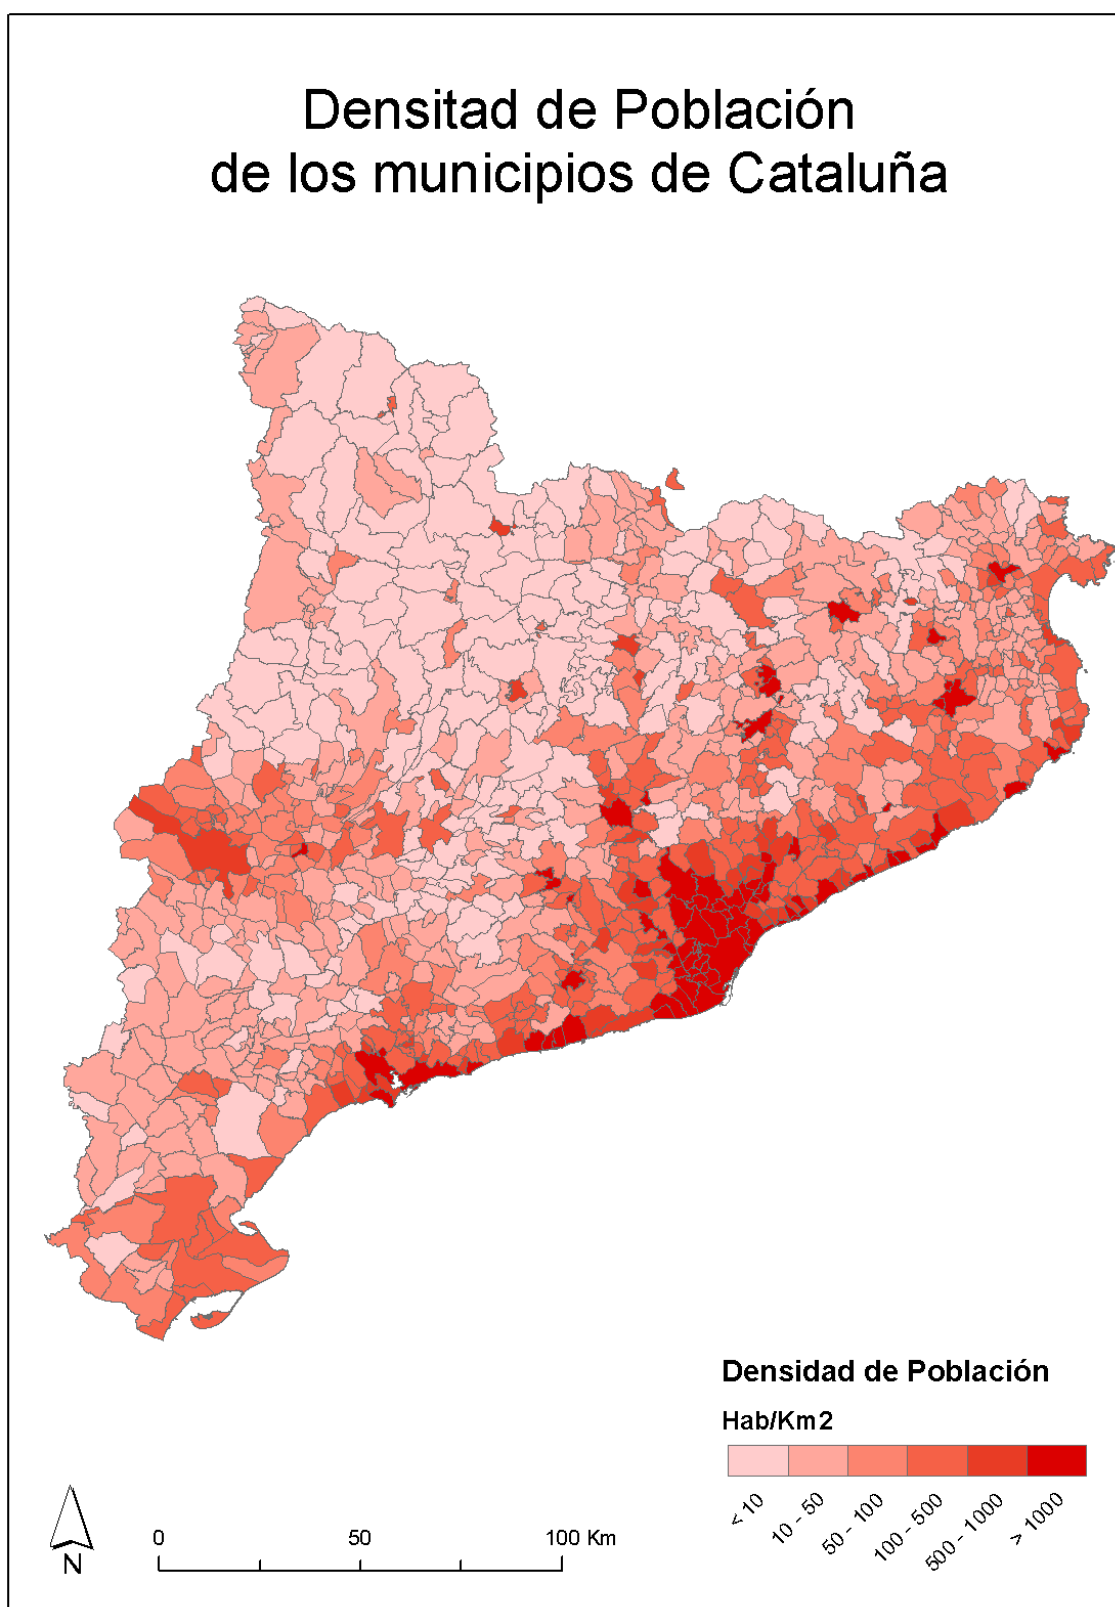 Densitad de Población
de los municipios de Cataluña
Densidad de Población
Hab/Km2
< 10
10 - 50
50 - 100
100 - 500
500 - 1000
> 1000
N
0 50 100 Km